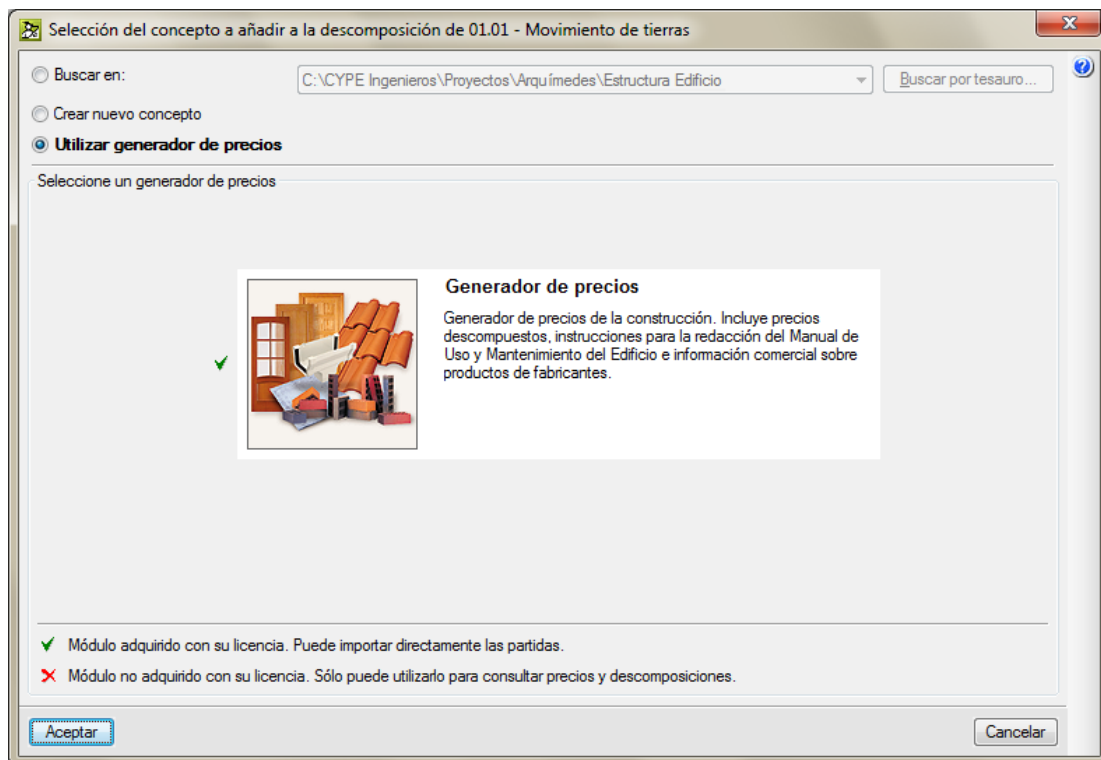 Selección del concepto a añadir a la descomposición de 01.01 - Movimiento de tierras
Buscar en:
C:\CYPE Ingenieros\Proyectos\Arquímedes\Estructura Edificio
Buscar por tesauro...
Crear nuevo concepto
Utilizar generador de precios
Seleccione un generador de precios
Generador de precios
Generador de precios de la construcción. Incluye precios
descompuestos, instrucciones para la redacción del Manual de
Uso y Mantenimiento del Edificio e información comercial sobre
productos de fabricantes.
Módulo adquirido con su licencia. Puede importar directamente las partidas.
Módulo no adquirido con su licencia. Sólo puede utilizarlo para consultar precios y descomposiciones.
Aceptar
Cancelar